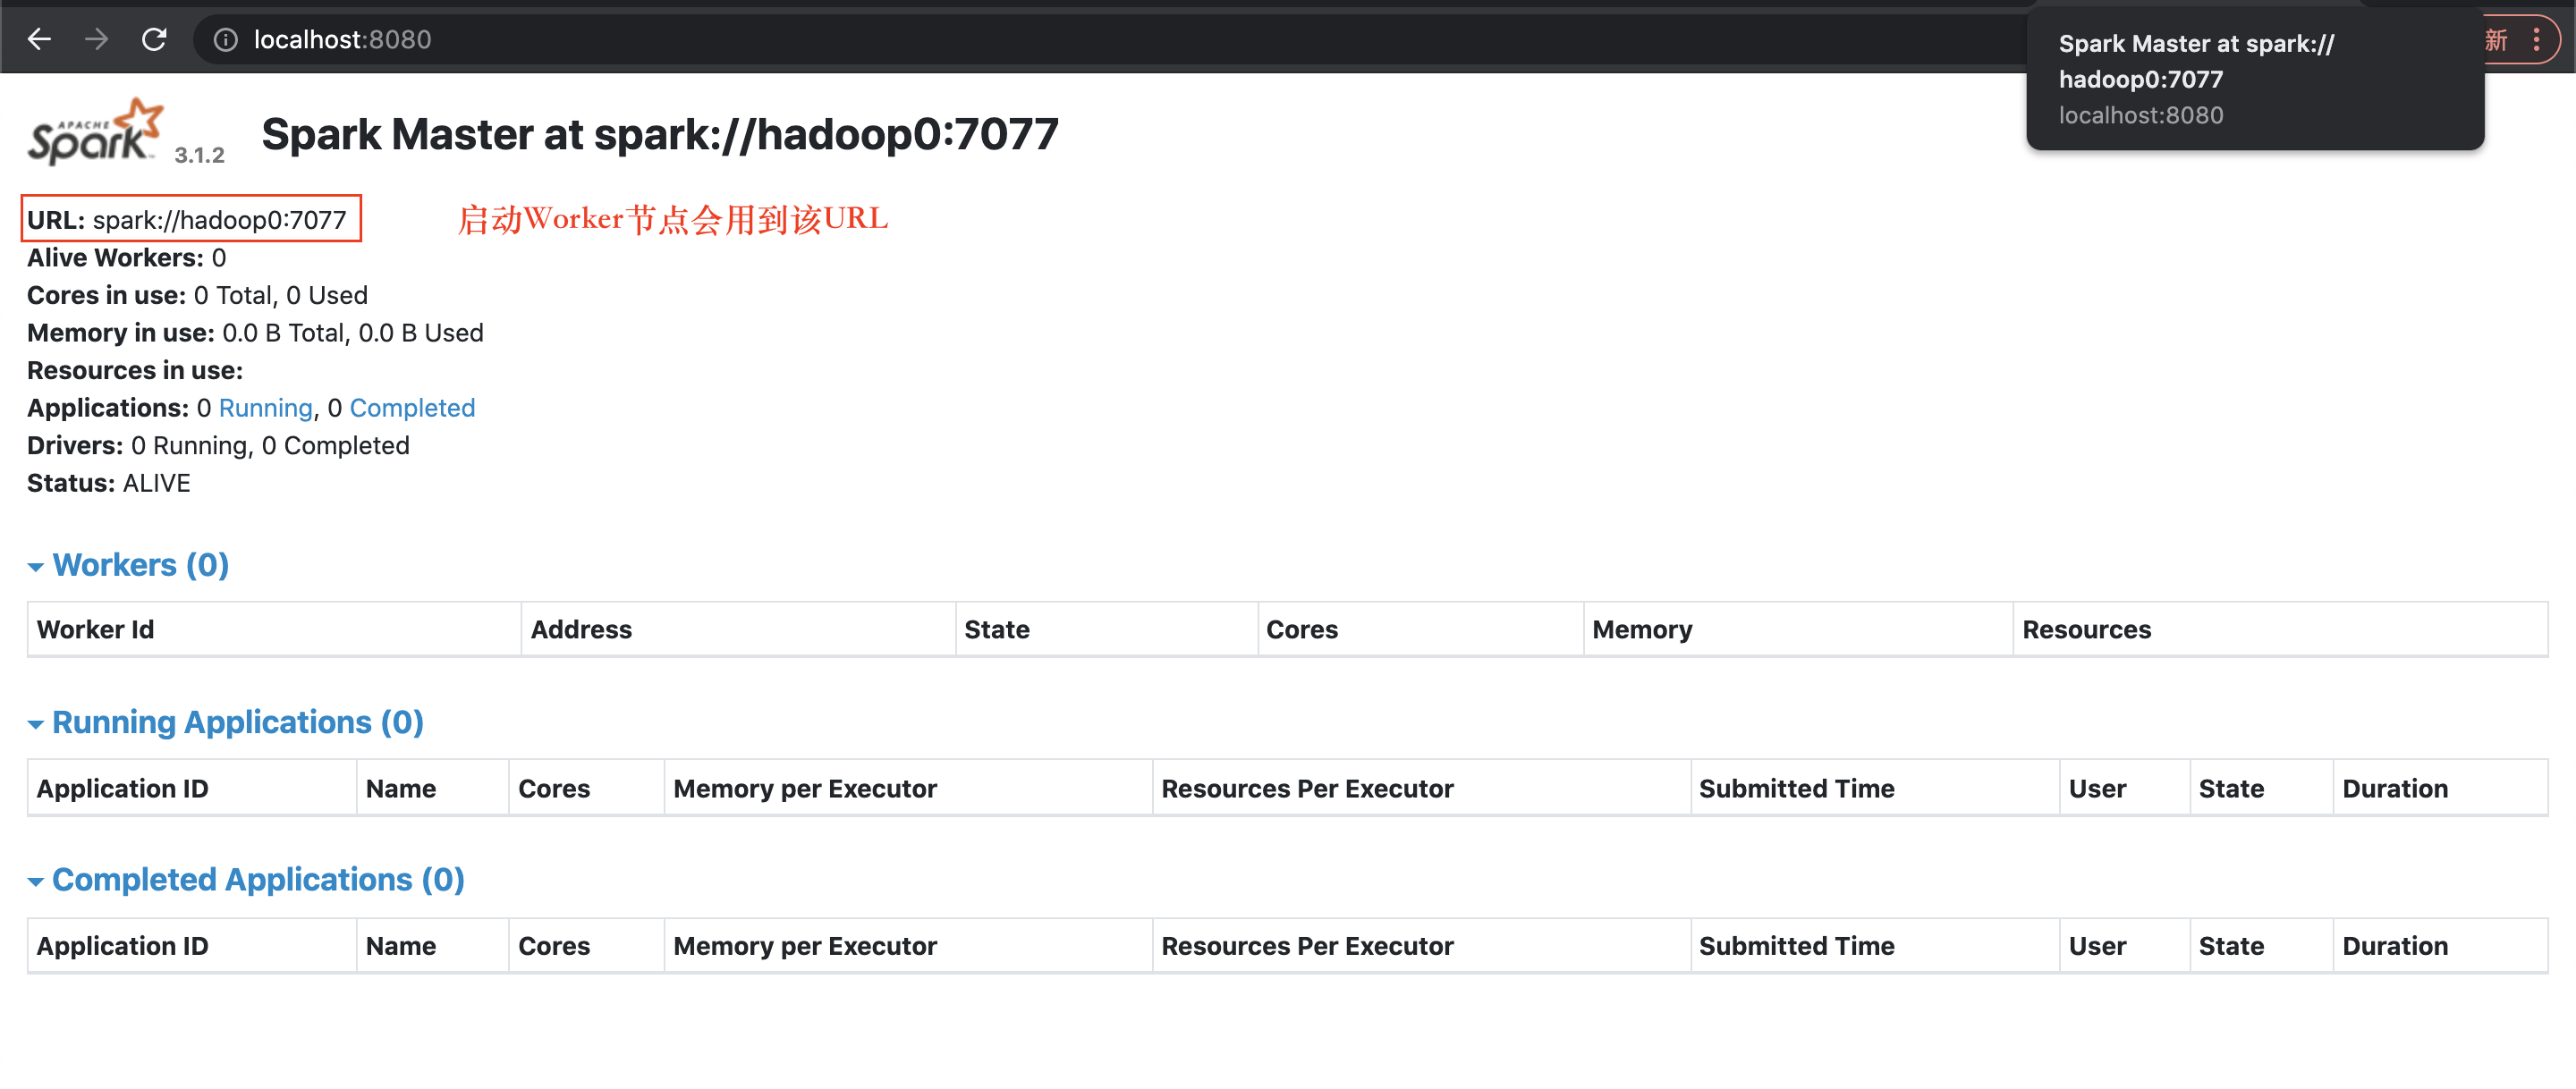 localhost:8080
新
Spark Master at spark://
hadoop0:7077
localhost:8080
APACHE
Spark 3.1.2 Spark Master at spark://hadoop0:7077
URL: spark://hadoop0:7077 启动Worker节点会用到该URL
Alive Workers: 0
Cores in use: 0 Total, 0 Used
Memory in use: 0.0 B Total, 0.0 B Used
Resources in use:
Applications: 0 Running, 0 Completed
Drivers: 0 Running, 0 Completed
Status: ALIVE
Workers (0)
Worker Id Address State Cores Memory Resources
Running Applications (0)
Application ID Name Cores Memory per Executor Resources Per Executor Submitted Time User State Duration
Completed Applications (0)
Application ID Name Cores Memory per Executor Resources Per Executor Submitted Time User State Duration